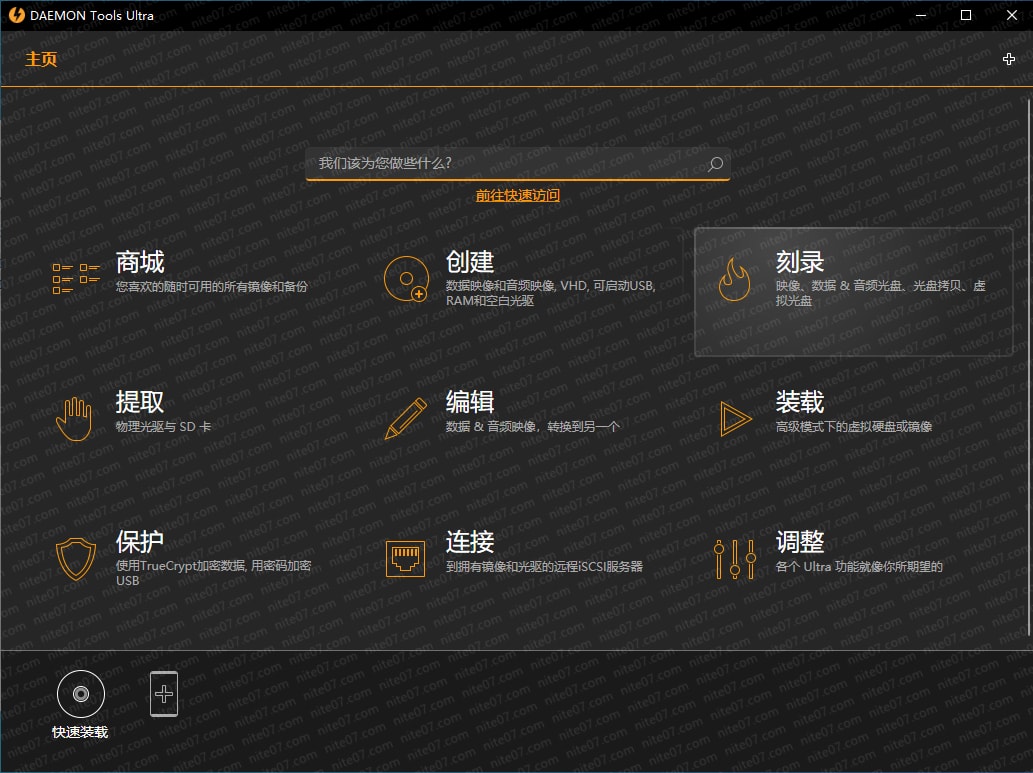 DAEMON Tools Ultra
主页
我们该为您做些什么?
前往快速访问
商城
您喜欢的随时可用的所有镜像和备份
创建
数据映像和音频映像, VHD, 可启动USB,
RAM和空白光驱
刻录
映像、数据 & 音频光盘、光盘拷贝、虚
拟光盘
提取
物理光驱与 SD 卡
编辑
数据 & 音频映像，转换到另一个
装载
高级模式下的虚拟硬盘或镜像
保护
使用TrueCrypt加密数据, 用密码加密
USB
连接
到拥有镜像和光驱的远程iSCSI服务器
调整
各个 Ultra 功能就像你所期望的
快速装载
nite07.com